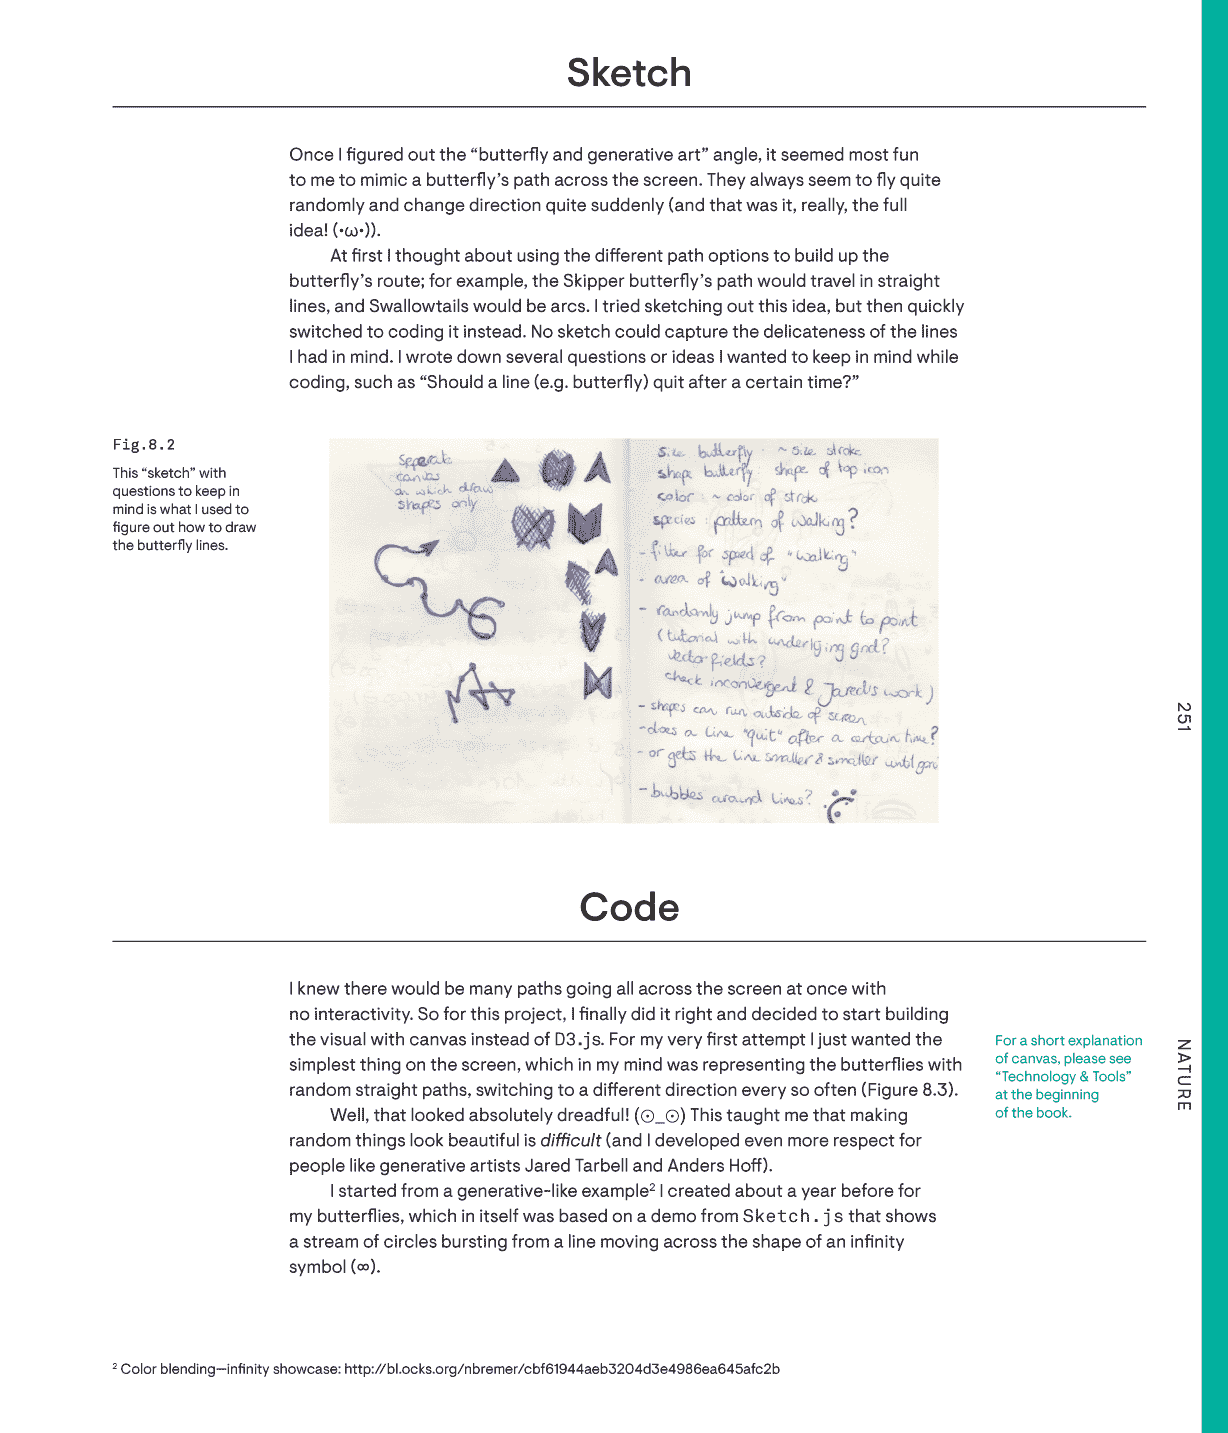 Sketch
Once I figured out the “butterfly and generative art” angle, it seemed most fun
to me to mimic a butterfly’s path across the screen. They always seem to fly quite
randomly and change direction quite suddenly (and that was it, really, the full
idea! (·ω·)).
At first I thought about using the different path options to build up the
butterfly’s route; for example, the Skipper butterfly’s path would travel in straight
lines, and Swallowtails would be arcs. I tried sketching out this idea, but then quickly
switched to coding it instead. No sketch could capture the delicateness of the lines
I had in mind. I wrote down several questions or ideas I wanted to keep in mind while
coding, such as “Should a line (e.g. butterfly) quit after a certain time?”
Fig.8.2
This “sketch” with
questions to keep in
mind is what I used to
figure out how to draw
the butterfly lines.
Seperate
canvas
on which draw
shapes only
size butterfly : ~ size stroke
shape butterfly : shape of top icon
color : ~ color of strok
species : pattern of walking?
- filter for speed of "walking"
- area of "walking"
- randomly jump from point to point
(tutorial with underlying grid?
vectorfields?
check inconvergent & Jared's work)
- shapes can run outside of screen
- does a line "quit" after a certain time?
- or gets the line smaller & smaller until gon
- bubbles around lines?
Code
I knew there would be many paths going all across the screen at once with
no interactivity. So for this project, I finally did it right and decided to start building
the visual with canvas instead of D3.js. For my very first attempt I just wanted the
simplest thing on the screen, which in my mind was representing the butterflies with
random straight paths, switching to a different direction every so often (Figure 8.3).
Well, that looked absolutely dreadful! (⊙_⊙) This taught me that making
random things look beautiful is difficult (and I developed even more respect for
people like generative artists Jared Tarbell and Anders Hoff).
I started from a generative-like example² I created about a year before for
my butterflies, which in itself was based on a demo from Sketch.js that shows
a stream of circles bursting from a line moving across the shape of an infinity
symbol (∞).
For a short explanation
of canvas, please see
“Technology & Tools”
at the beginning
of the book.
² Color blending—infinity showcase: http://bl.ocks.org/nbremer/cbf61944aeb3204d3e4986ea645afc2b
251
NATURE